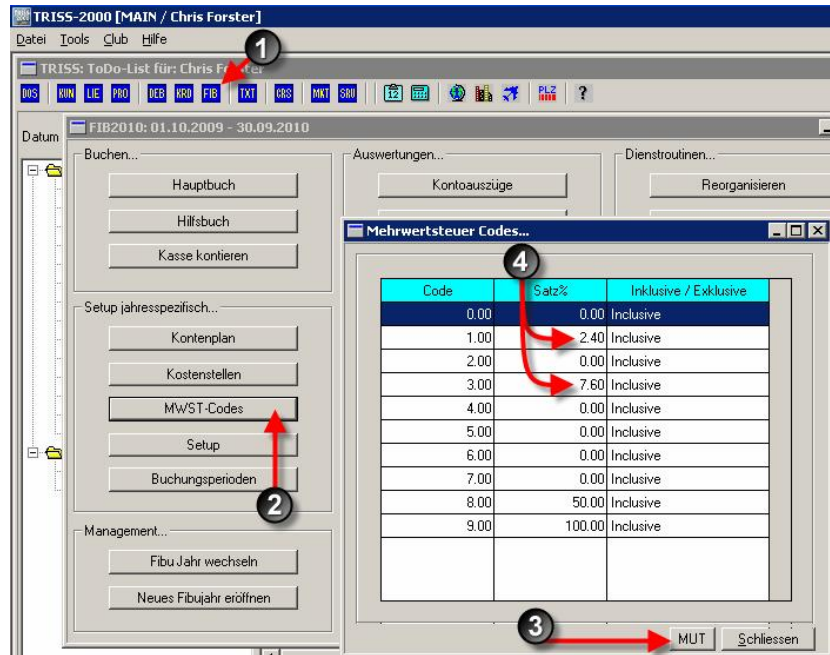 TRISS-2000 [MAIN / Chris Forster]
Datei Tools Club Hilfe
1
TRISS: ToDo-List für: Chris Forster
DOS KUN LIE PRO DEB KRD FIB TXT CRS MKT SRU 12 PLZ ?
Datum
FIB2010: 01.10.2009 - 30.09.2010
Buchen...
Hauptbuch
Hilfsbuch
Kasse kontieren
Auswertungen...
Kontoauszüge
Dienstroutinen...
Reorganisieren
Setup jahresspezifisch...
Kontenplan
Kostenstellen
MWST-Codes
Setup
Buchungsperioden
2
Management...
Fibu Jahr wechseln
Neues Fibujahr eröffnen
Mehrwertsteuer Codes...
4
Code Satz% Inklusive / Exklusive
0.00 0.00 Inclusive
1.00 2.40 Inclusive
2.00 0.00 Inclusive
3.00 7.60 Inclusive
4.00 0.00 Inclusive
5.00 0.00 Inclusive
6.00 0.00 Inclusive
7.00 0.00 Inclusive
8.00 50.00 Inclusive
9.00 100.00 Inclusive
3
MUT Schliessen